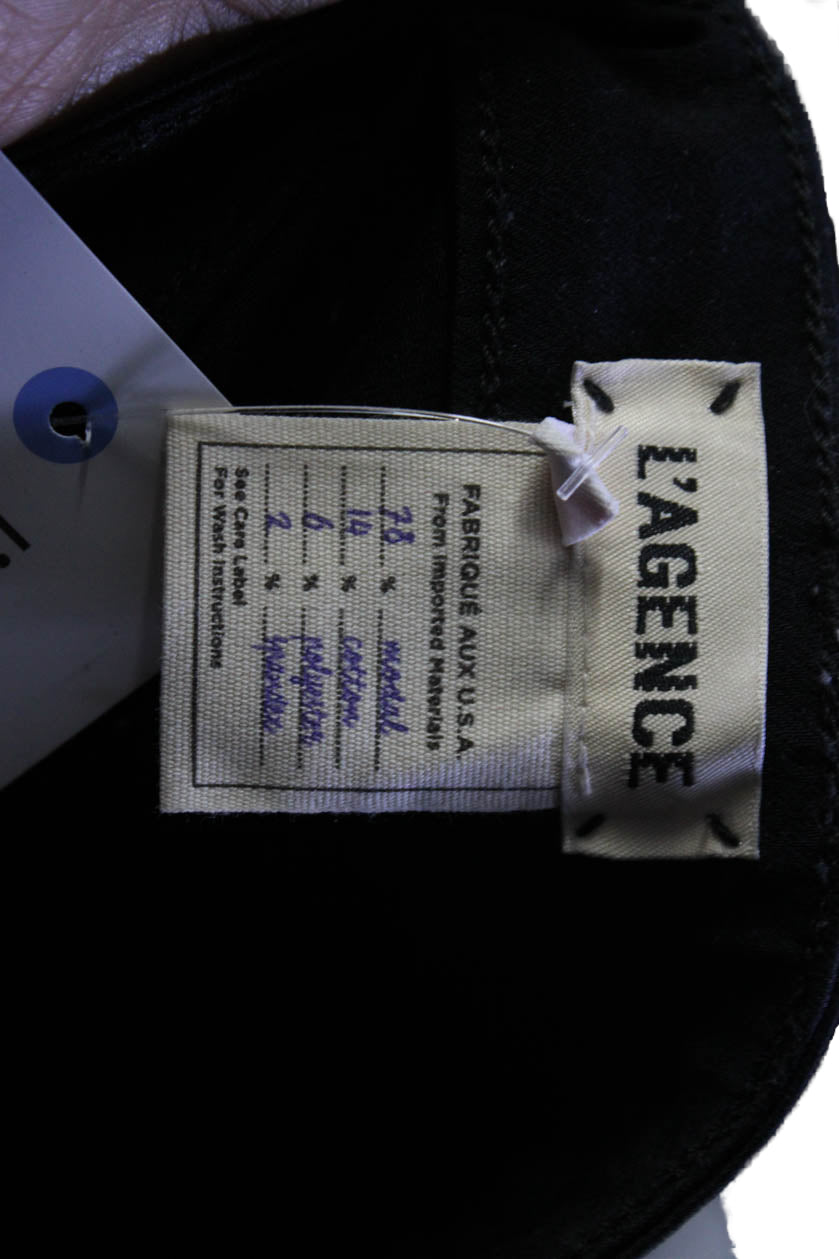 L'AGENCE
FABRIQUÉ AUX U.S.A.
From Imported Materials
78 % modal
14 % cotton
6 % polyester
2 % spandex
See Care Label
For Wash Instructions